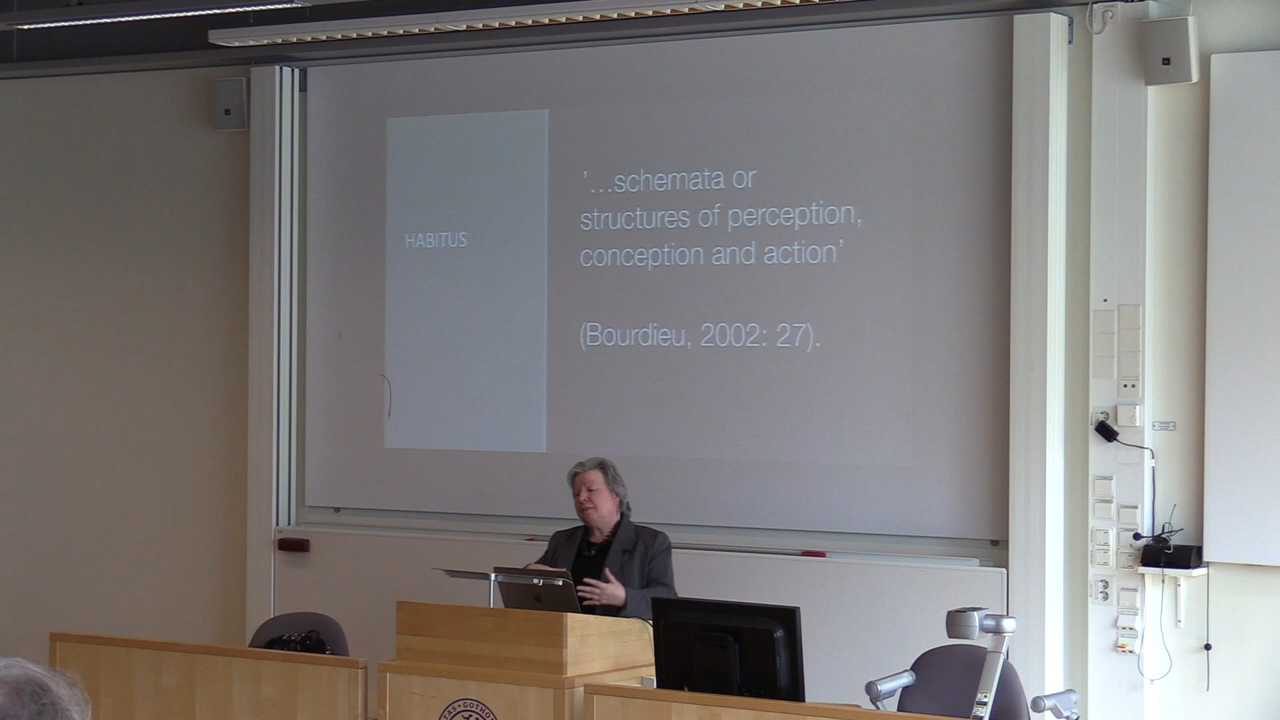 HABITUS
'...schemata or
structures of perception,
conception and action'
(Bourdieu, 2002: 27).